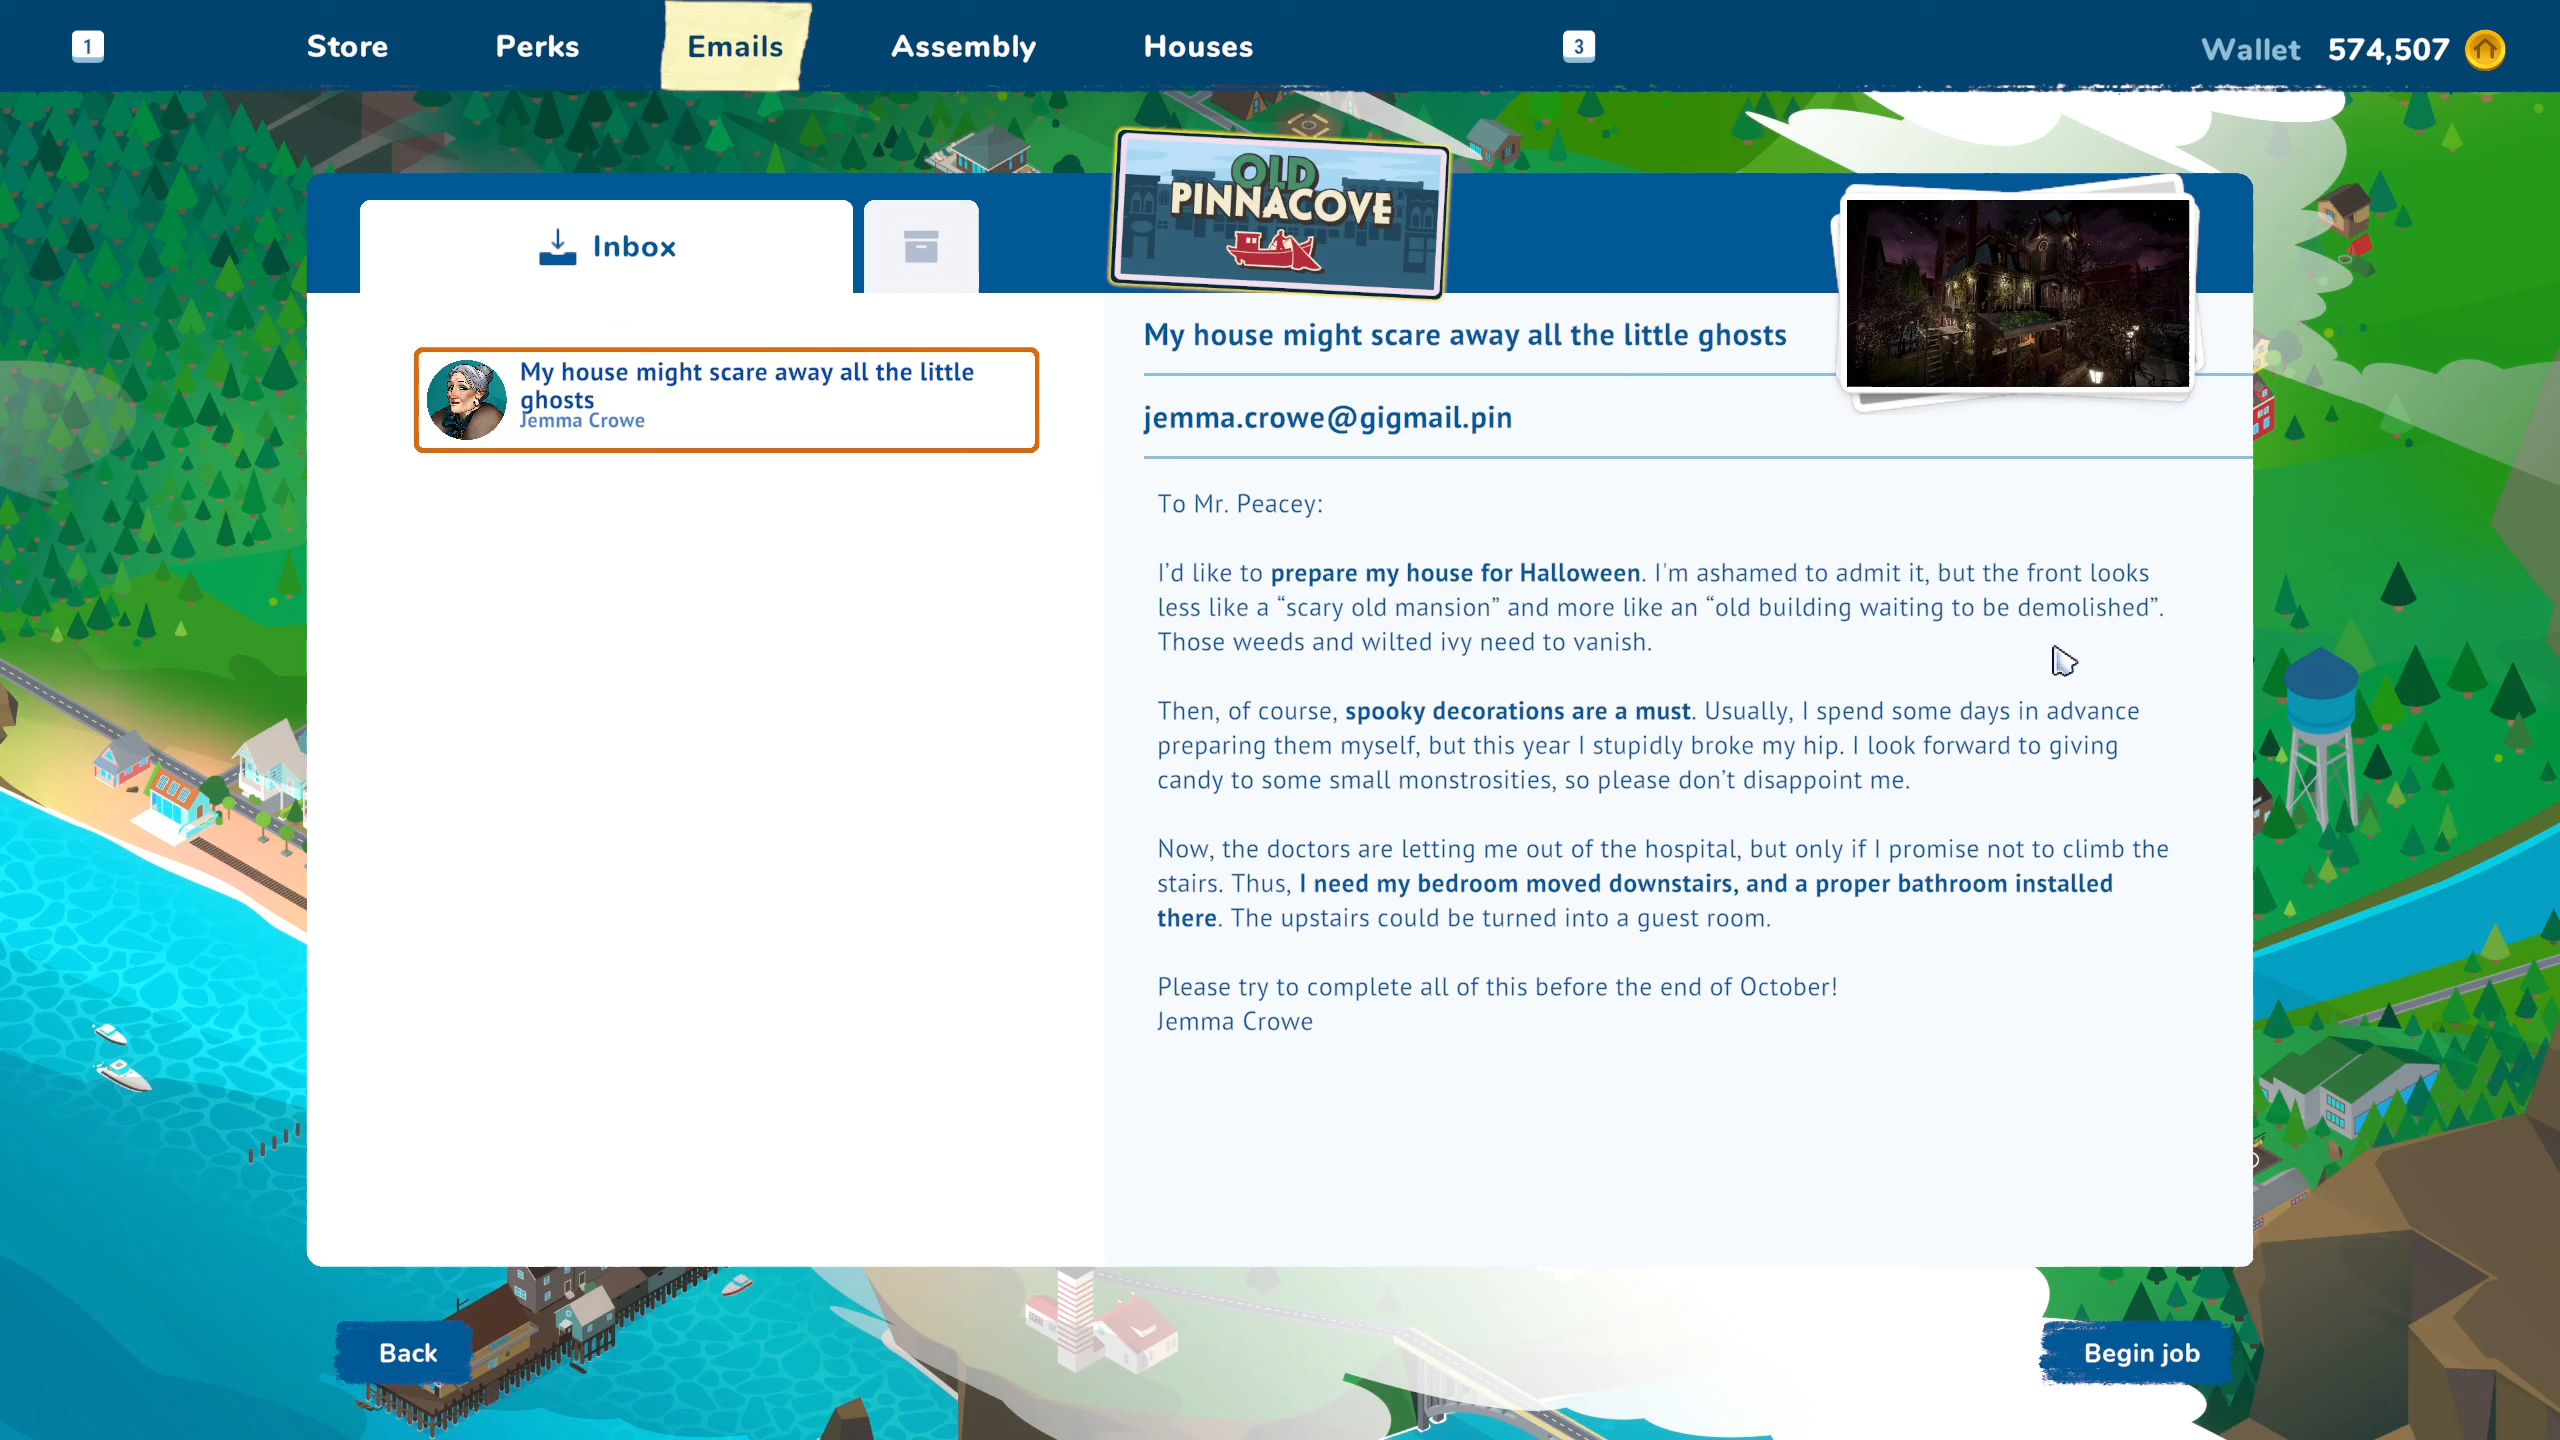 1
Store
Perks
Emails
Assembly
Houses
3
Wallet 574,507
OLD
PINNACOVE
Inbox
My house might scare away all the little
ghosts
Jemma Crowe
My house might scare away all the little ghosts
jemma.crowe@gigmail.pin
To Mr. Peacey:
I’d like to prepare my house for Halloween. I'm ashamed to admit it, but the front looks
less like a “scary old mansion” and more like an “old building waiting to be demolished”.
Those weeds and wilted ivy need to vanish.
Then, of course, spooky decorations are a must. Usually, I spend some days in advance
preparing them myself, but this year I stupidly broke my hip. I look forward to giving
candy to some small monstrosities, so please don’t disappoint me.
Now, the doctors are letting me out of the hospital, but only if I promise not to climb the
stairs. Thus, I need my bedroom moved downstairs, and a proper bathroom installed
there. The upstairs could be turned into a guest room.
Please try to complete all of this before the end of October!
Jemma Crowe
Back
Begin job